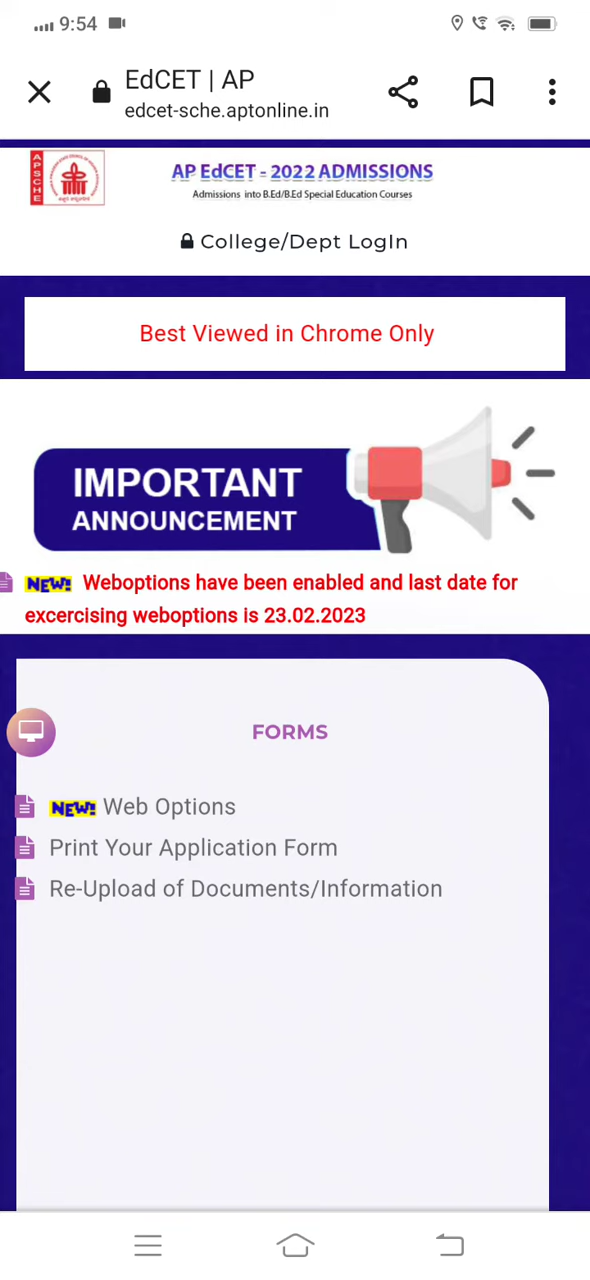 9:54
EdCET | AP
edcet-sche.aptonline.in
APSCHE
AP EdCET - 2022 ADMISSIONS
Admissions into B.Ed/B.Ed Special Education Courses
College/Dept LogIn
Best Viewed in Chrome Only
IMPORTANT
ANNOUNCEMENT
NEW! Weboptions have been enabled and last date for
excercising weboptions is 23.02.2023
FORMS
NEW! Web Options
Print Your Application Form
Re-Upload of Documents/Information